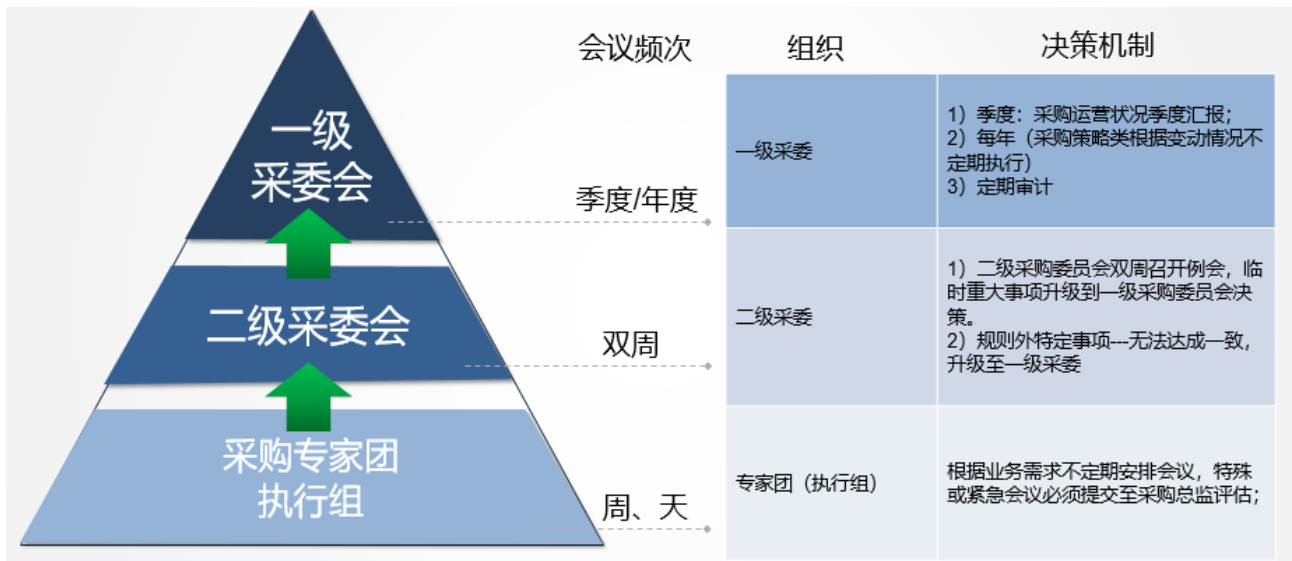 会议频次
组织
决策机制
一级
采委会
季度/年度
一级采委
1）季度：采购运营状况季度汇报；
2）每年（采购策略类根据变动情况不
定期执行）
3）定期审计
二级采委会
双周
二级采委
1）二级采购委员会双周召开例会，临
时重大事项升级到一级采购委员会决
策。
2）规则外特定事项---无法达成一致，
升级至一级采委
采购专家团
执行组
周、天
专家团（执行组）
根据业务需求不定期安排会议，特殊
或紧急会议必须提交至采购总监评估；